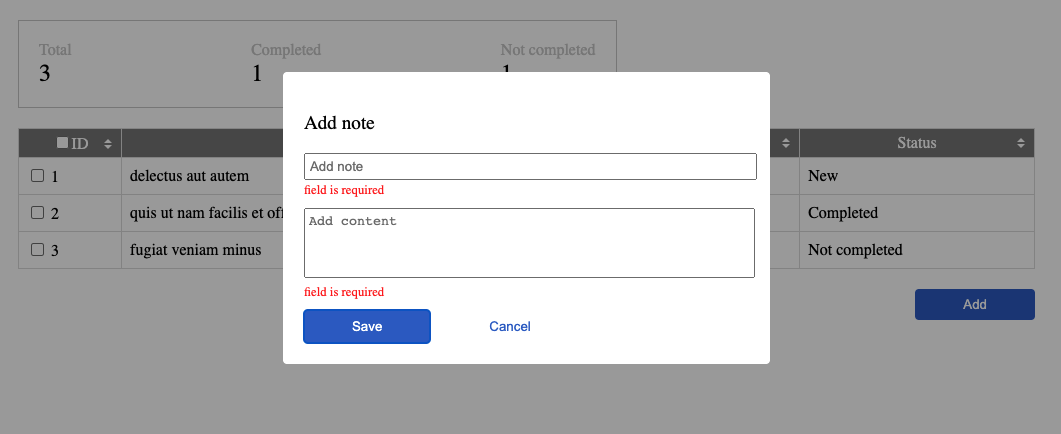 Total Completed Not completed
3 1 1
Add note
ID Status
Add note
1 delectus aut autem New
field is required
2 quis ut nam facilis et Completed
Add content
3 fugiat veniam minus Not completed
field is required
Add
Save Cancel